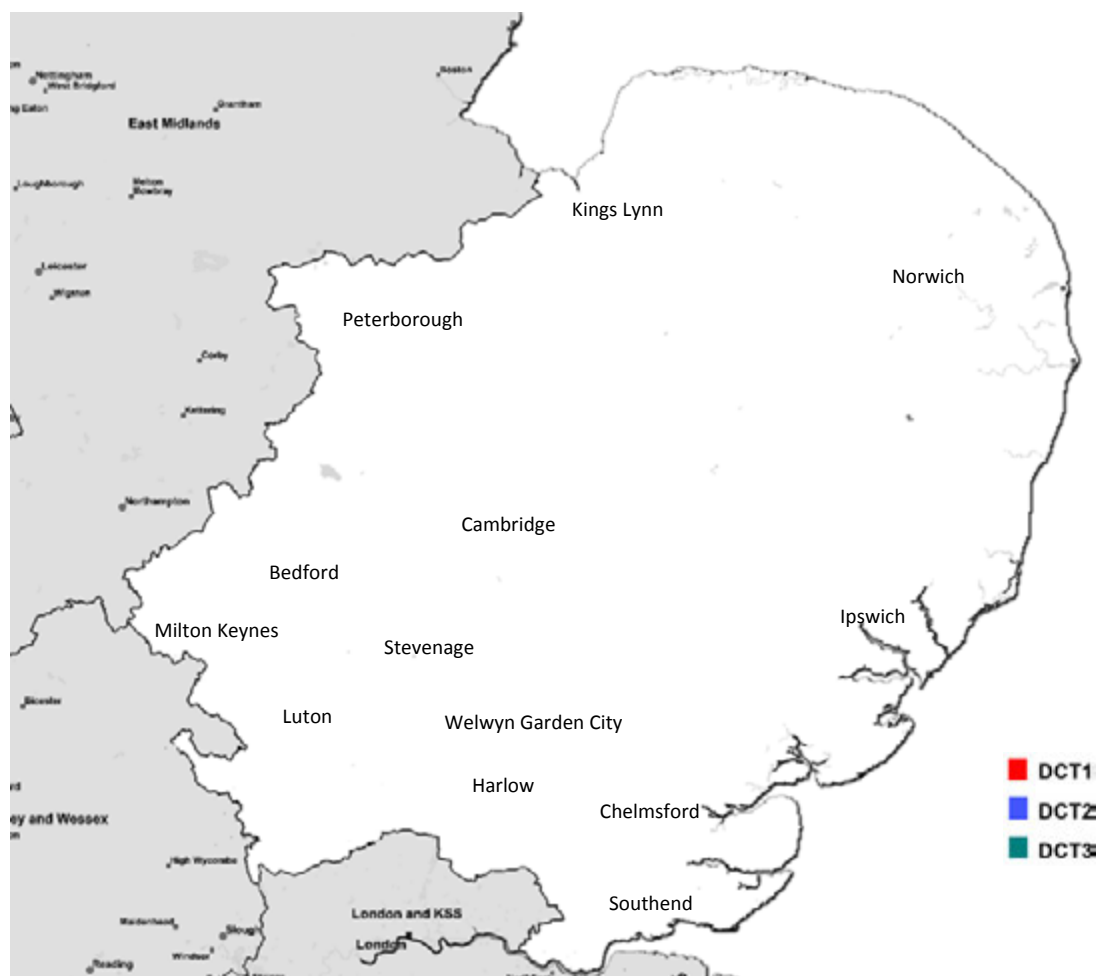 Nottingham
West Bridgford
Boston
Grantham
ng Eaton
East Midlands
Loughborough
Melton
Mowbray
Kings Lynn
Leicester
Norwich
Wigston
Peterborough
Corby
Kettering
Northampton
Cambridge
Bedford
Ipswich
Milton Keynes
Stevenage
Bicester
Luton
Welwyn Garden City
DCT1
Harlow
DCT2
Chelmsford
ey and Wessex
DCT3
High Wycombe
Southend
London and KSS
Maidenhead
Slough
London
Windsor
Reading